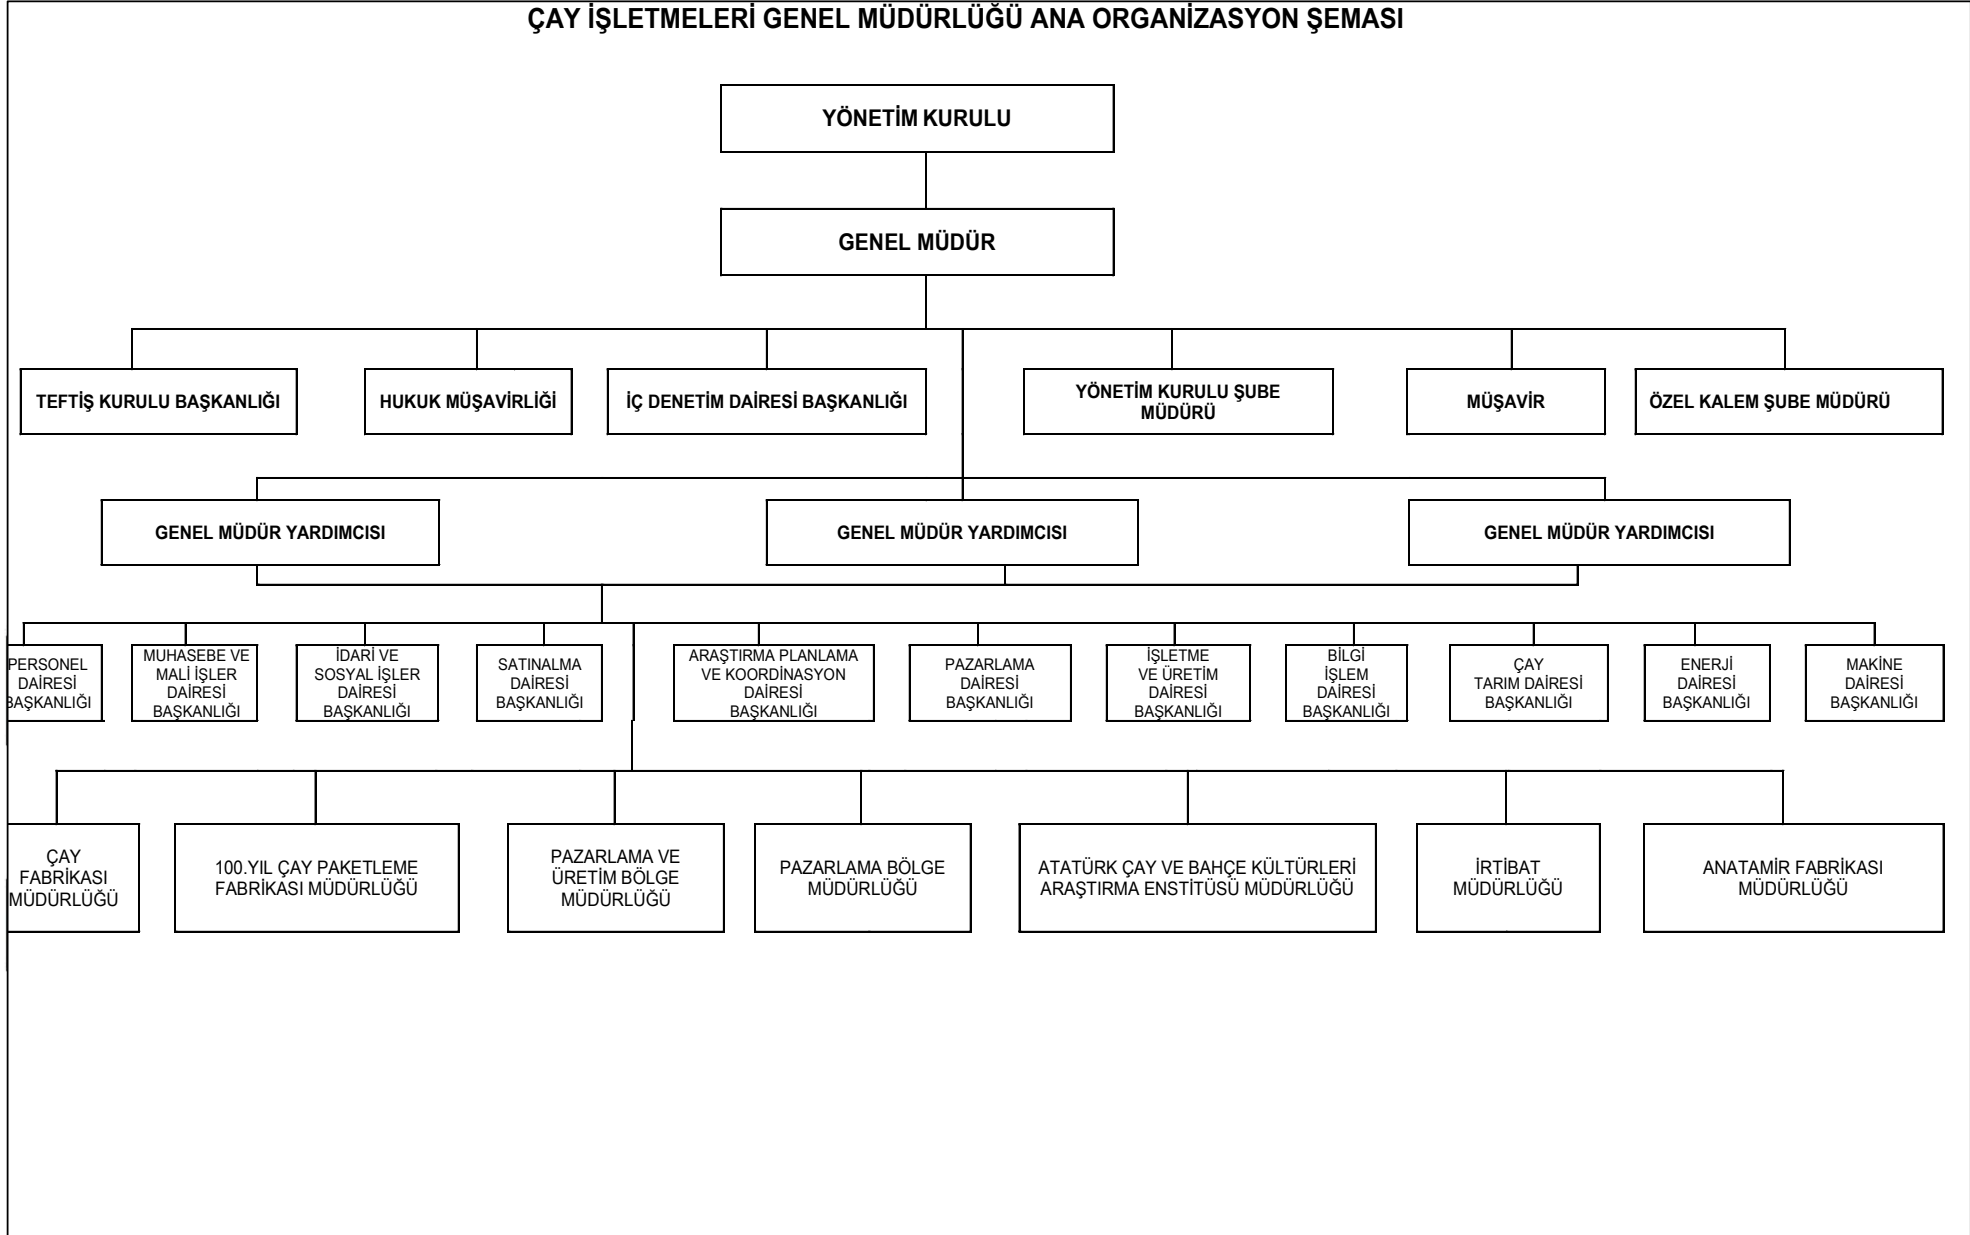 ÇAY İŞLETMELERİ GENEL MÜDÜRLÜĞÜ ANA ORGANİZASYON ŞEMASI
YÖNETİM KURULU
GENEL MÜDÜR
TEFTİŞ KURULU BAŞKANLIĞI
HUKUK MÜŞAVİRLİĞİ
İÇ DENETİM DAİRESİ BAŞKANLIĞI
YÖNETİM KURULU ŞUBE
MÜDÜRÜ
MÜŞAVİR
ÖZEL KALEM ŞUBE MÜDÜRÜ
GENEL MÜDÜR YARDIMCISI
GENEL MÜDÜR YARDIMCISI
GENEL MÜDÜR YARDIMCISI
PERSONEL
DAİRESİ
BAŞKANLIĞI
MUHASEBE VE
MALİ İŞLER
DAİRESİ
BAŞKANLIĞI
İDARİ VE
SOSYAL İŞLER
DAİRESİ
BAŞKANLIĞI
SATINALMA
DAİRESİ
BAŞKANLIĞI
ARAŞTIRMA PLANLAMA
VE KOORDİNASYON
DAİRESİ
BAŞKANLIĞI
PAZARLAMA
DAİRESİ
BAŞKANLIĞI
İŞLETME
VE ÜRETİM
DAİRESİ
BAŞKANLIĞI
BİLGİ
İŞLEM
DAİRESİ
BAŞKANLIĞI
ÇAY
TARIM DAİRESİ
BAŞKANLIĞI
ENERJİ
DAİRESİ
BAŞKANLIĞI
MAKİNE
DAİRESİ
BAŞKANLIĞI
ÇAY
FABRİKASI
MÜDÜRLÜĞÜ
100.YIL ÇAY PAKETLEME
FABRİKASI MÜDÜRLÜĞÜ
PAZARLAMA VE
ÜRETİM BÖLGE
MÜDÜRLÜĞÜ
PAZARLAMA BÖLGE
MÜDÜRLÜĞÜ
ATATÜRK ÇAY VE BAHÇE KÜLTÜRLERİ
ARAŞTIRMA ENSTİTÜSÜ MÜDÜRLÜĞÜ
İRTİBAT
MÜDÜRLÜĞÜ
ANATAMİR FABRİKASI
MÜDÜRLÜĞÜ